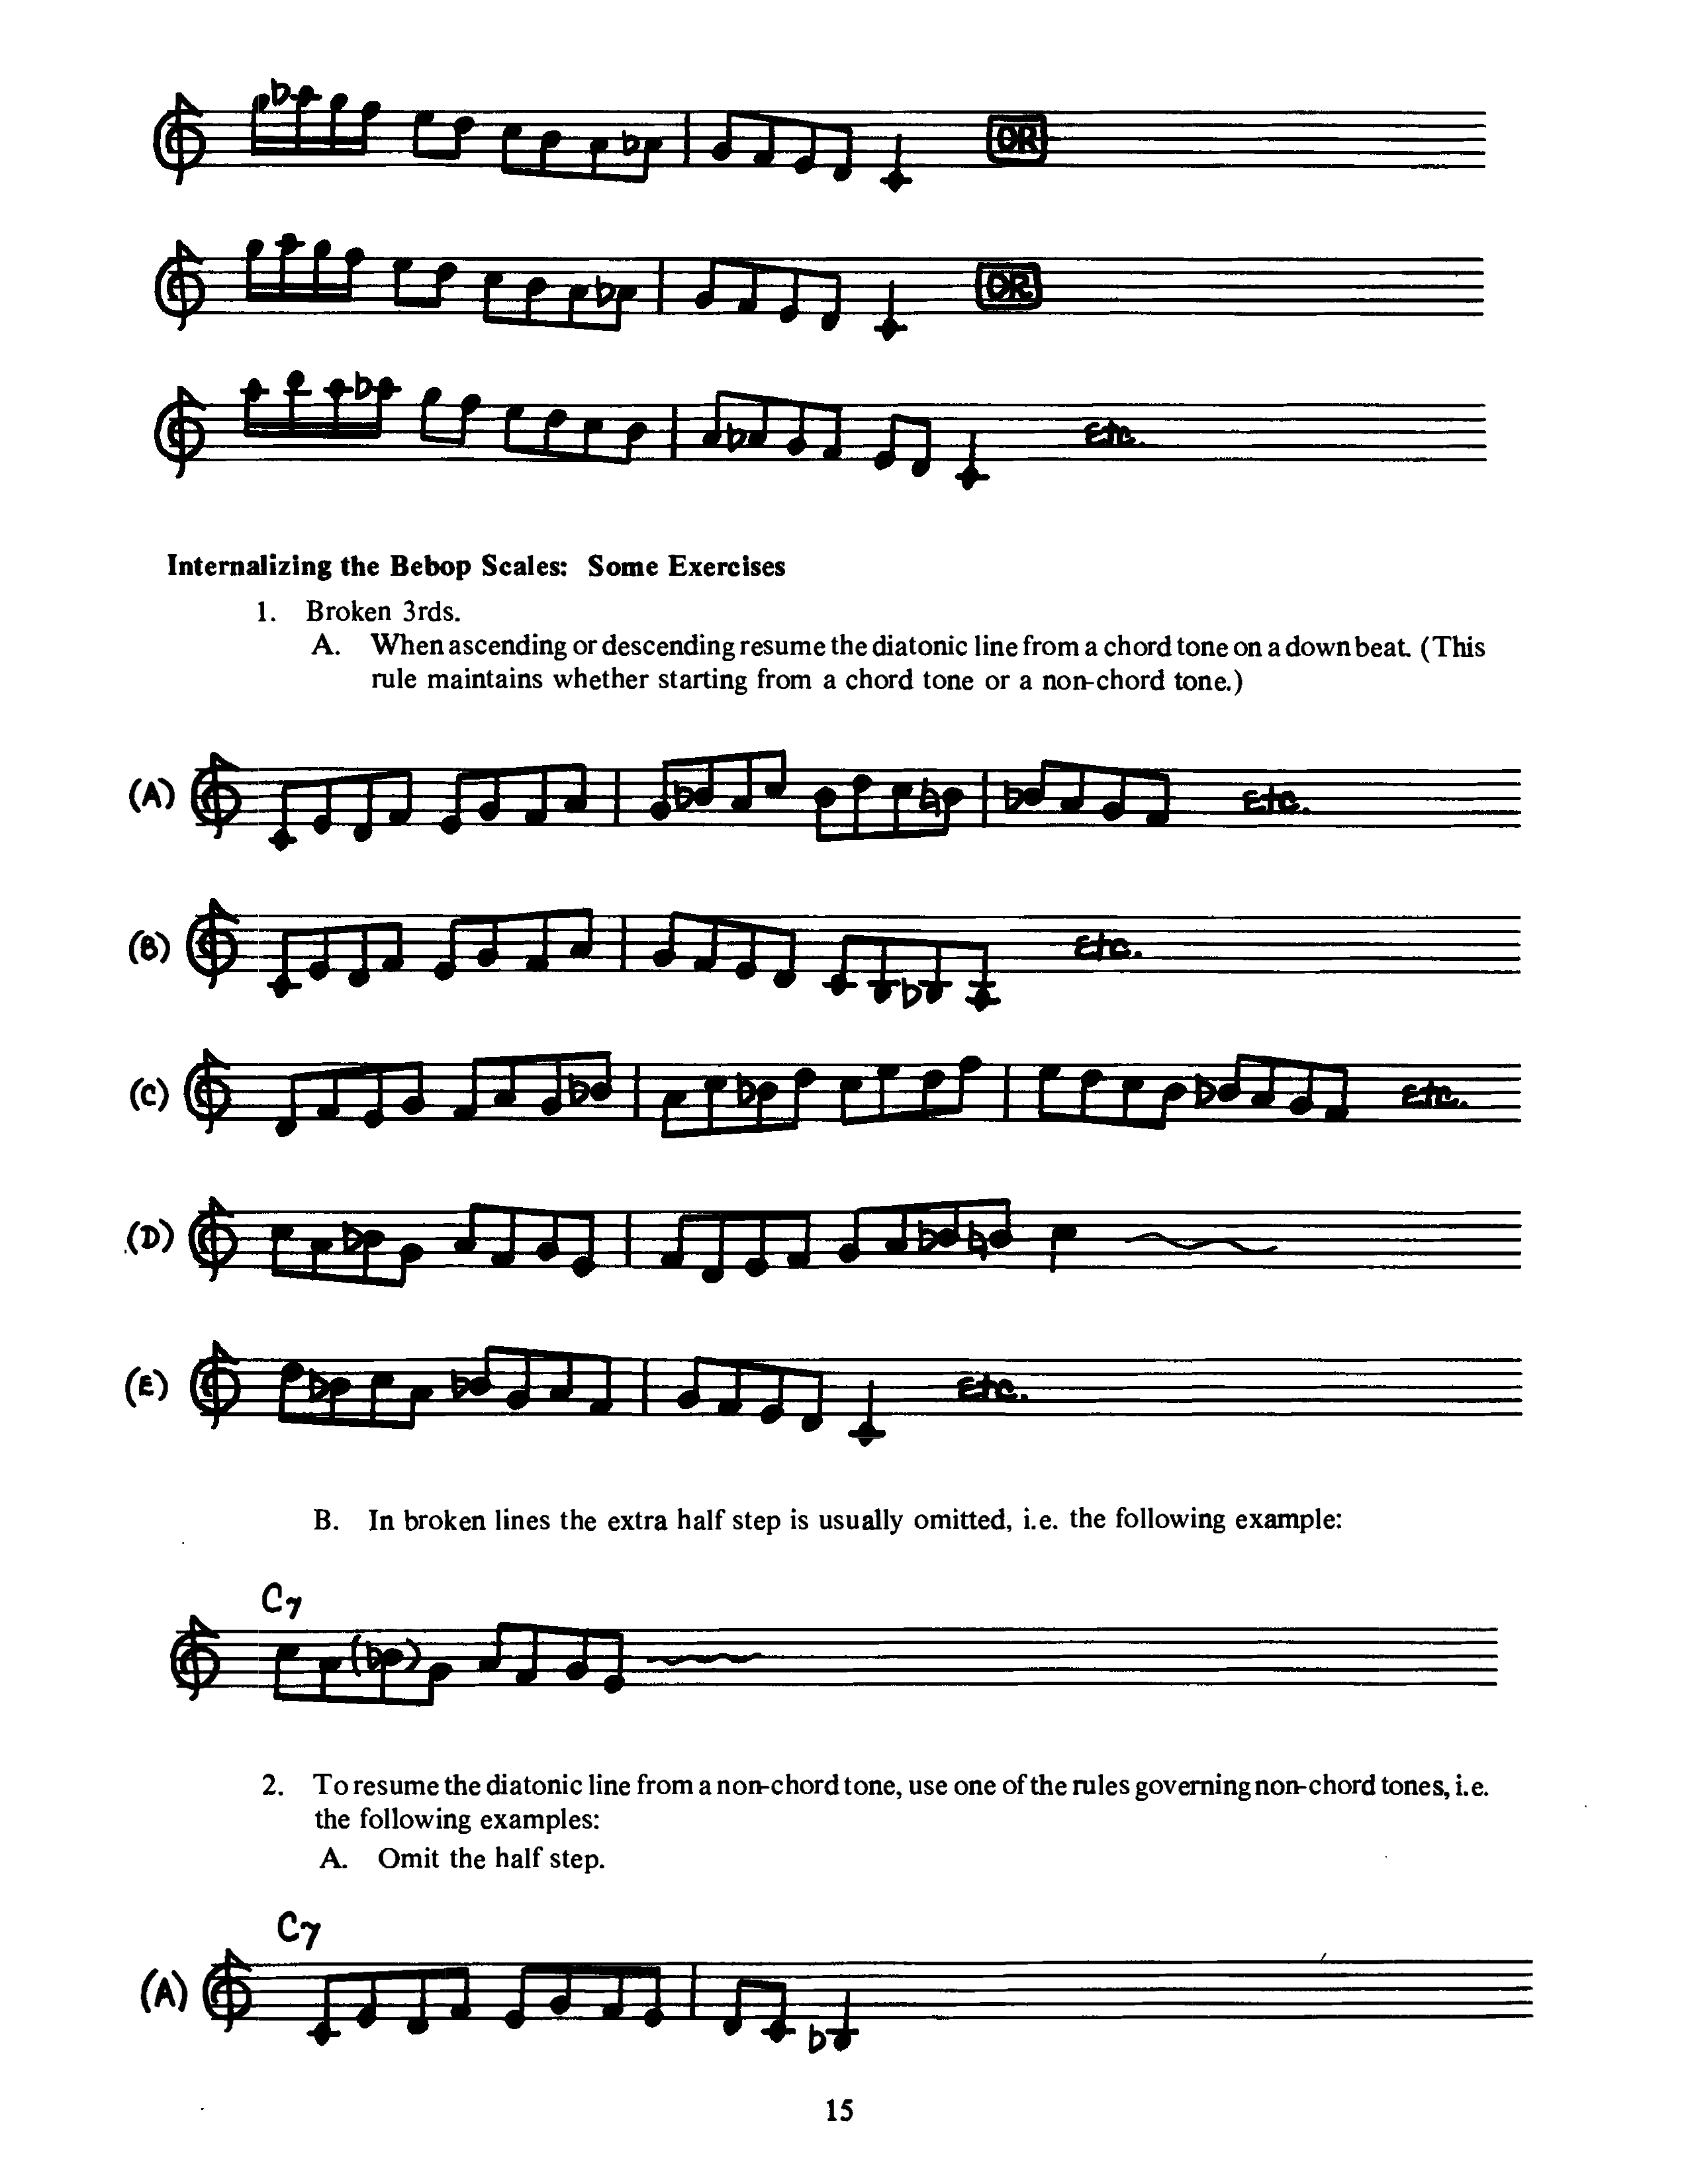 OR
OR
Etc.
Internalizing the Bebop Scales: Some Exercises
1. Broken 3rds.
A. When ascending or descending resume the diatonic line from a chord tone on a down beat. (This
rule maintains whether starting from a chord tone or a non-chord tone.)
(A) Etc.
(B) Etc.
(C) Etc.
(D)
(E) Etc.
B. In broken lines the extra half step is usually omitted, i.e. the following example:
C7
2. To resume the diatonic line from a non-chord tone, use one of the rules governing non-chord tones, i.e.
the following examples:
A. Omit the half step.
C7
(A)
15